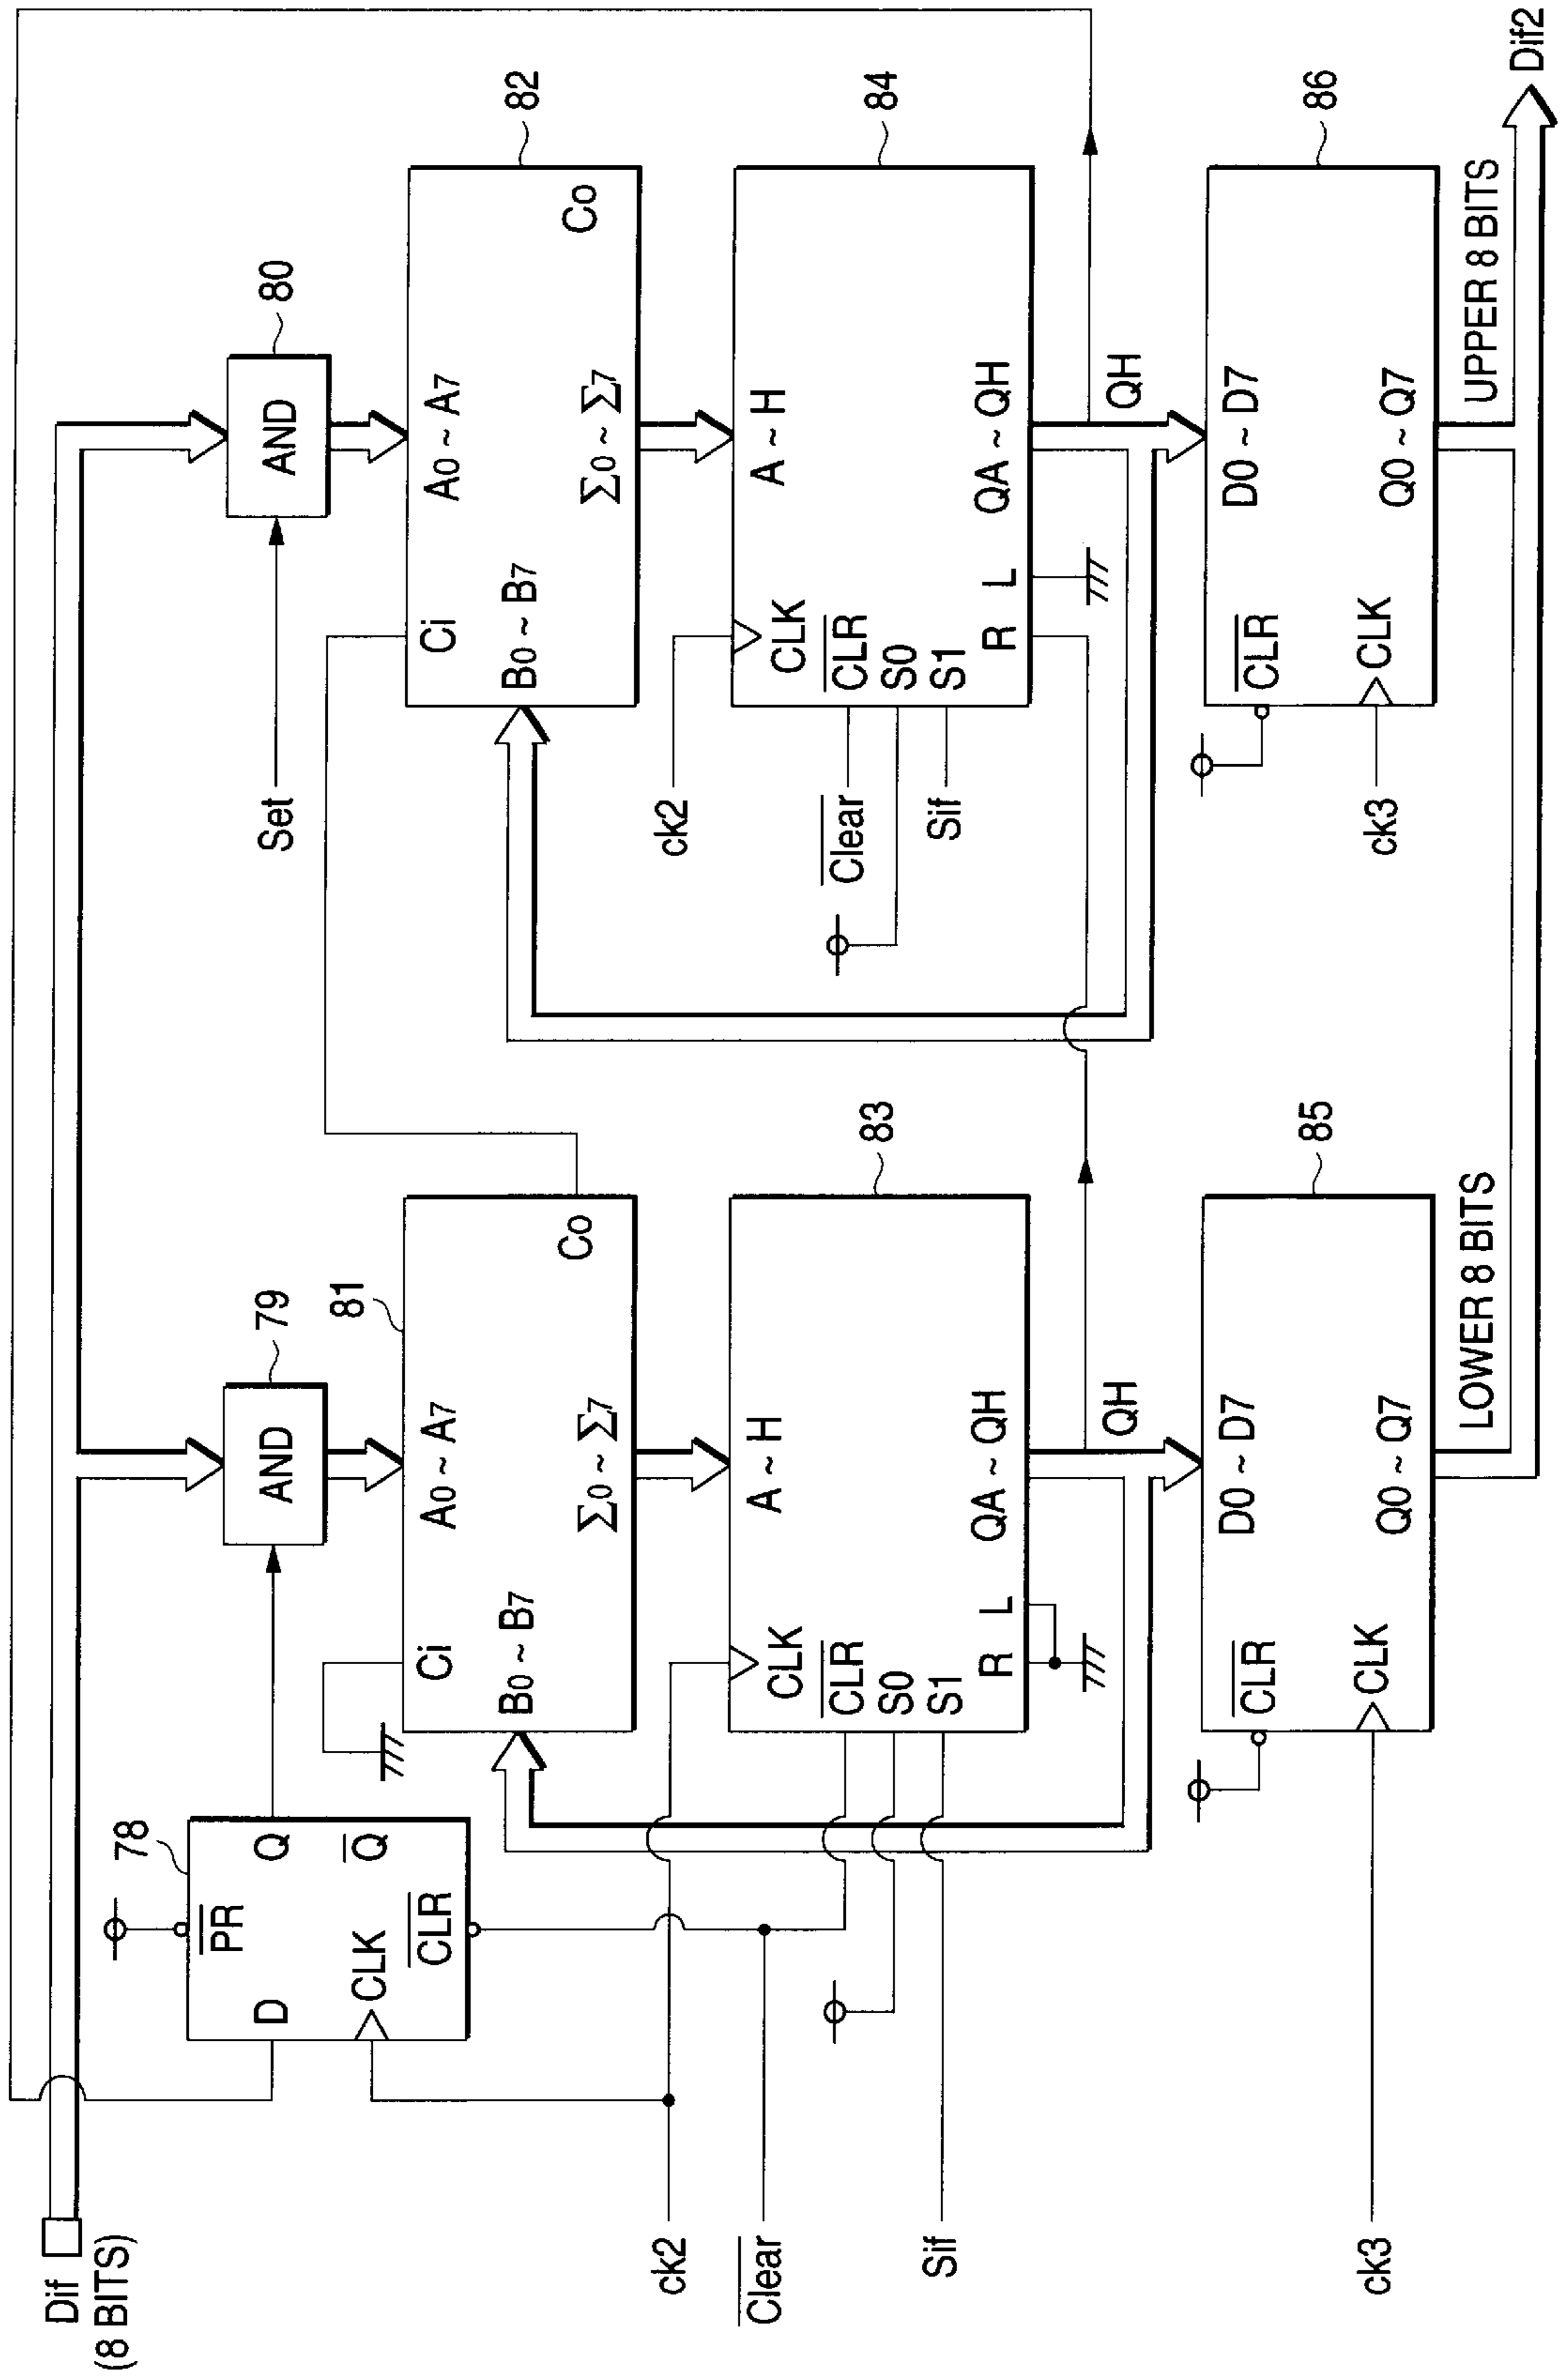 Dif
(8 BITS)
78
PR
D
Q
CLK
Q
CLR
79
AND
Set
80
AND
81
Ci
A0 ~ A7
B0 ~ B7
Co
Σ0 ~ Σ7
82
Ci
A0 ~ A7
B0 ~ B7
Co
Σ0 ~ Σ7
ck2
Clear
Sif
83
A ~ H
CLK
CLR
S0
S1
R
L
QA ~ QH
QH
ck2
Clear
Sif
84
A ~ H
CLK
CLR
S0
S1
R
L
QA ~ QH
QH
ck3
85
D0 ~ D7
CLR
CLK
Q0 ~ Q7
LOWER 8 BITS
ck3
86
D0 ~ D7
CLR
CLK
Q0 ~ Q7
UPPER 8 BITS
Dif2